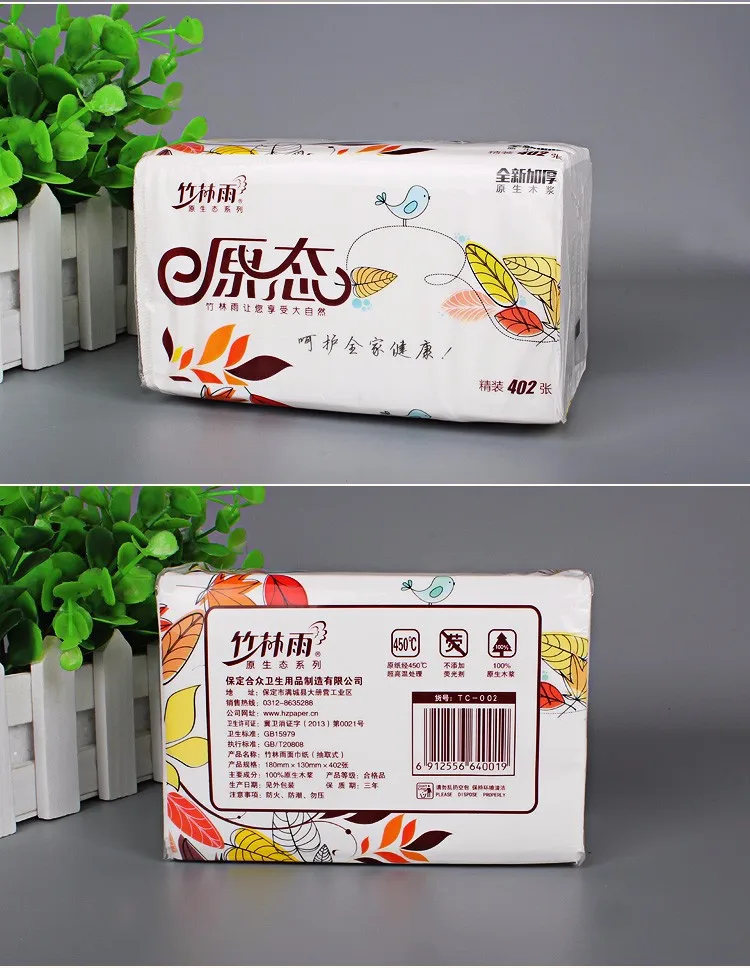 精装 402 张
竹林雨®
原生态系列
全新加厚
原生木浆
原态
竹林雨让您享受大自然
呵护全家健康!
精装 402 张
竹林雨®
原生态系列
450℃
100%
原纸经450℃
超高温处理
不添加
荧光剂
100%
原生木浆
保定合众卫生用品制造有限公司
地 址: 保定市满城县大册营工业区
销售热线: 0312-8635288
公司网址: www.hzpaper.cn
卫生许可证: 冀卫消证字(2013)第0021号
卫生标准: GB15979
执行标准: GB/T20808
产品名称: 竹林雨面巾纸(抽取式)
产品规格: 180mm×130mm×402张
主要成分: 100%原生木浆 产品等级: 合格品
生产日期: 见外包装 保 质 期: 三年
注意事项: 防火、防潮、勿压
货号: TC-002
6 912556 640019
请勿乱扔空包 保持环境清洁
PLEASE DISPOSE PROPERLY